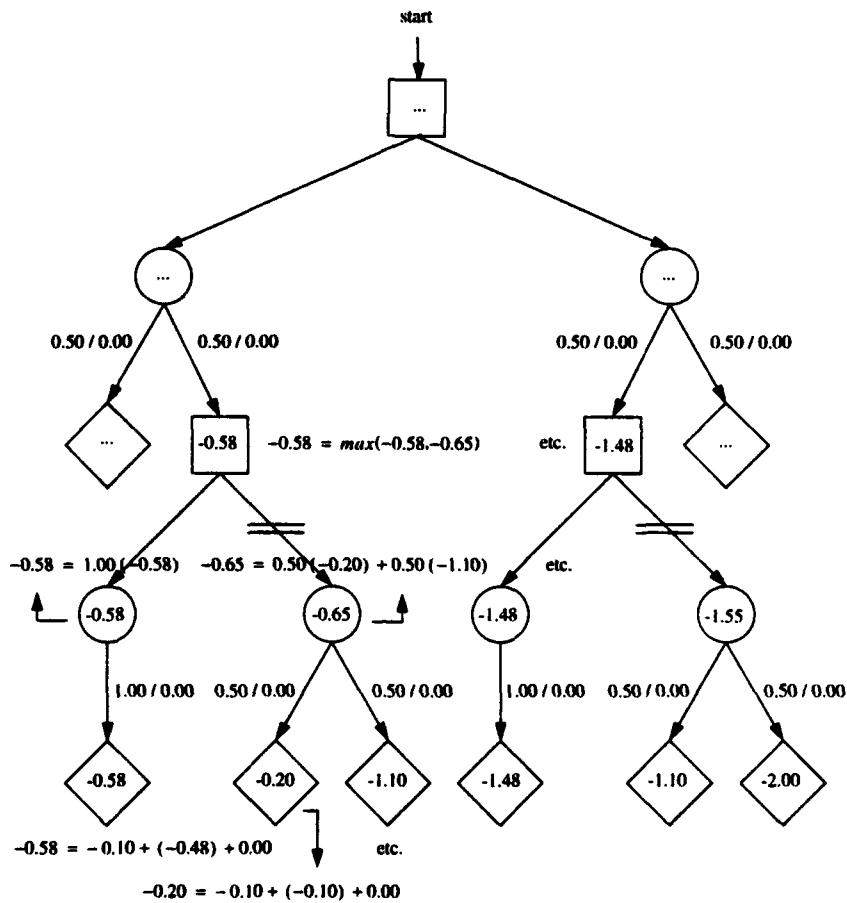 start
...
... ...
0.50 / 0.00 0.50 / 0.00 0.50 / 0.00 0.50 / 0.00
... -0.58 -0.58 = max(-0.58,-0.65) etc. -1.48 ...
-0.58 = 1.00 (-0.58) -0.65 = 0.50 (-0.20) + 0.50 (-1.10) etc.
-0.58 -0.65 -1.48 -1.55
1.00 / 0.00 0.50 / 0.00 0.50 / 0.00 1.00 / 0.00 0.50 / 0.00 0.50 / 0.00
-0.58 -0.20 -1.10 -1.48 -1.10 -2.00
-0.58 = -0.10 + (-0.48) + 0.00 etc.
-0.20 = -0.10 + (-0.10) + 0.00